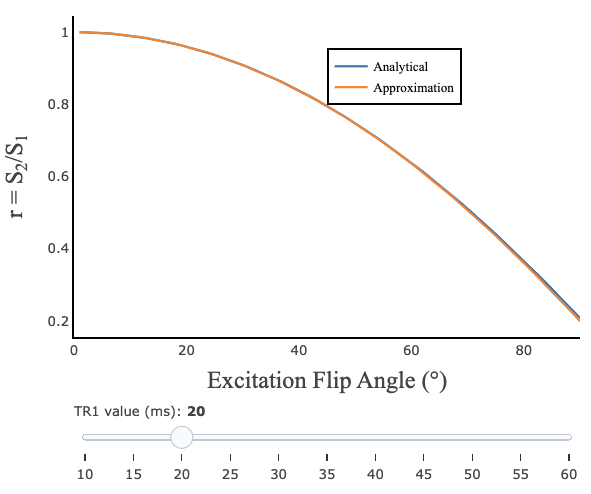 1
0.8
0.6
0.4
0.2
r = S₂/S₁
Analytical
Approximation
0 20 40 60 80
Excitation Flip Angle (°)
TR1 value (ms): 20
10 15 20 25 30 35 40 45 50 55 60